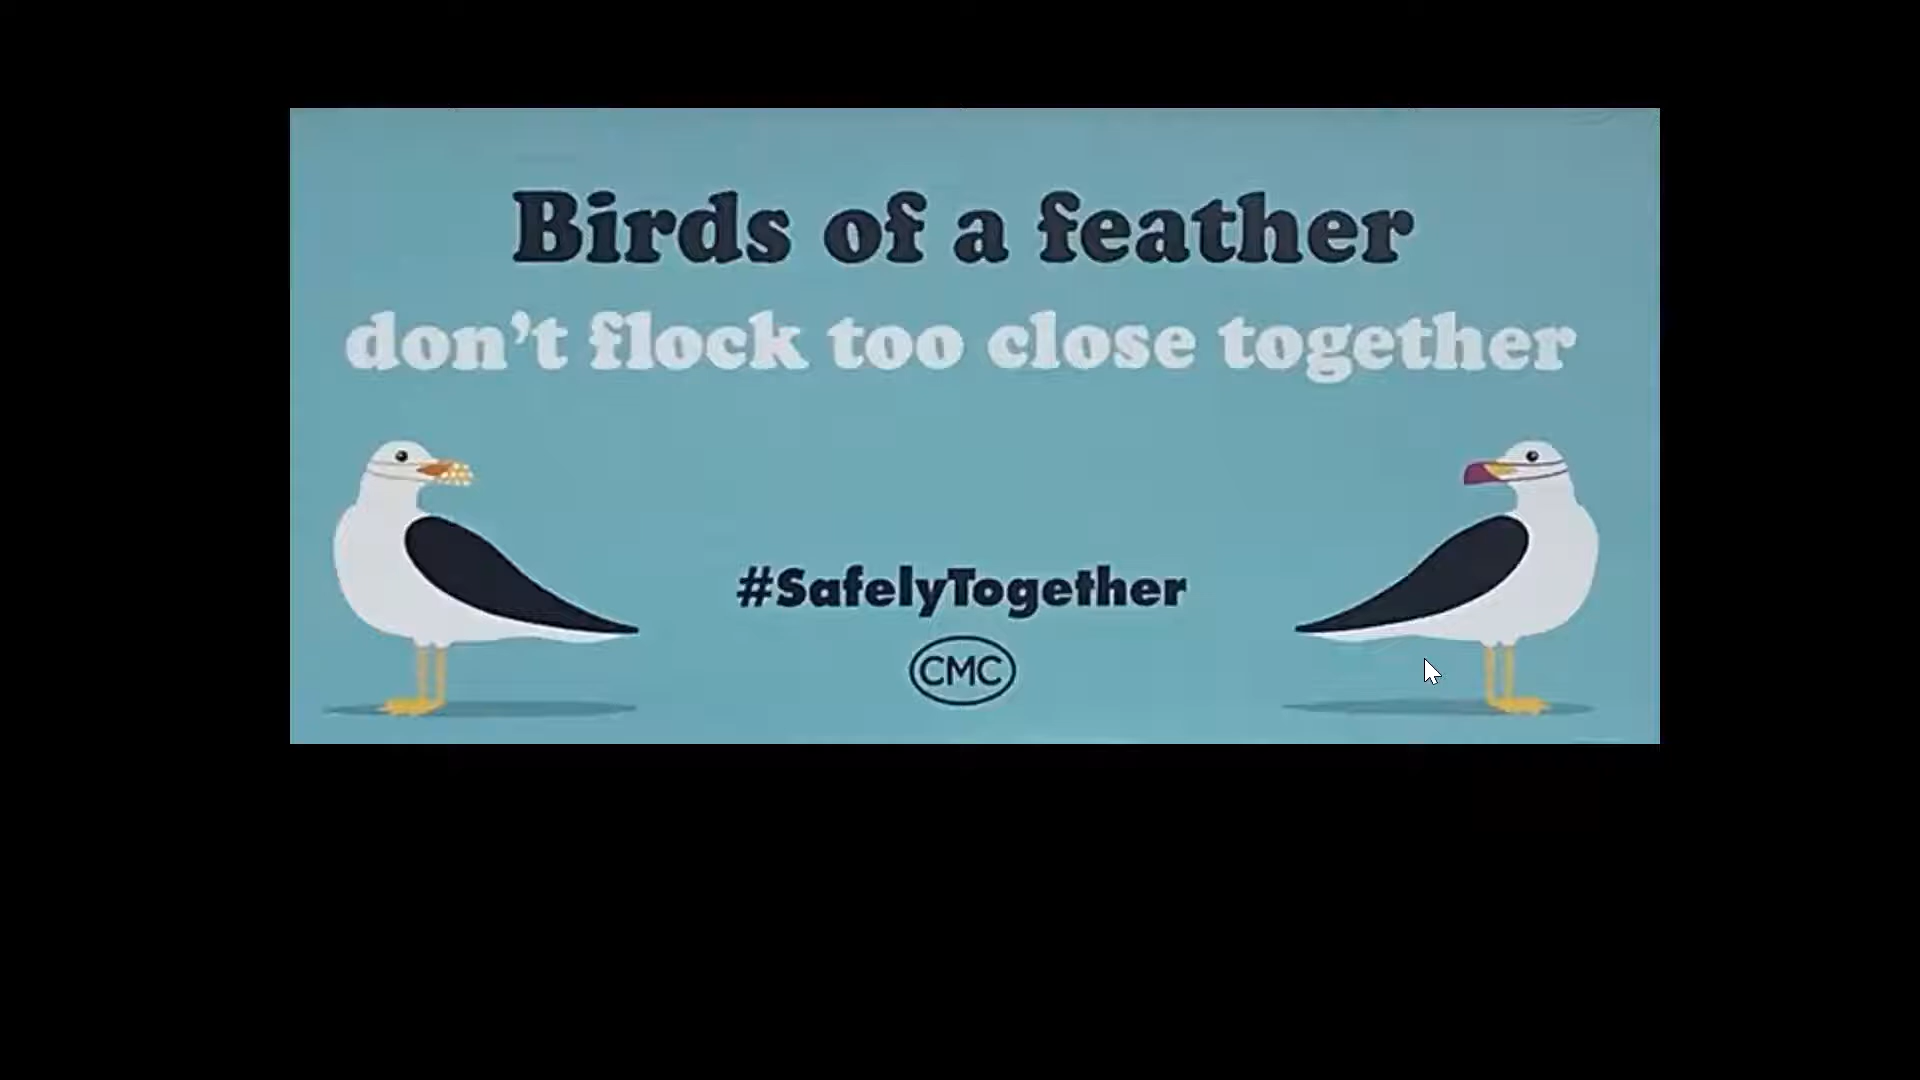 Birds of a feather
don't flock too close together
#SafelyTogether
CMC